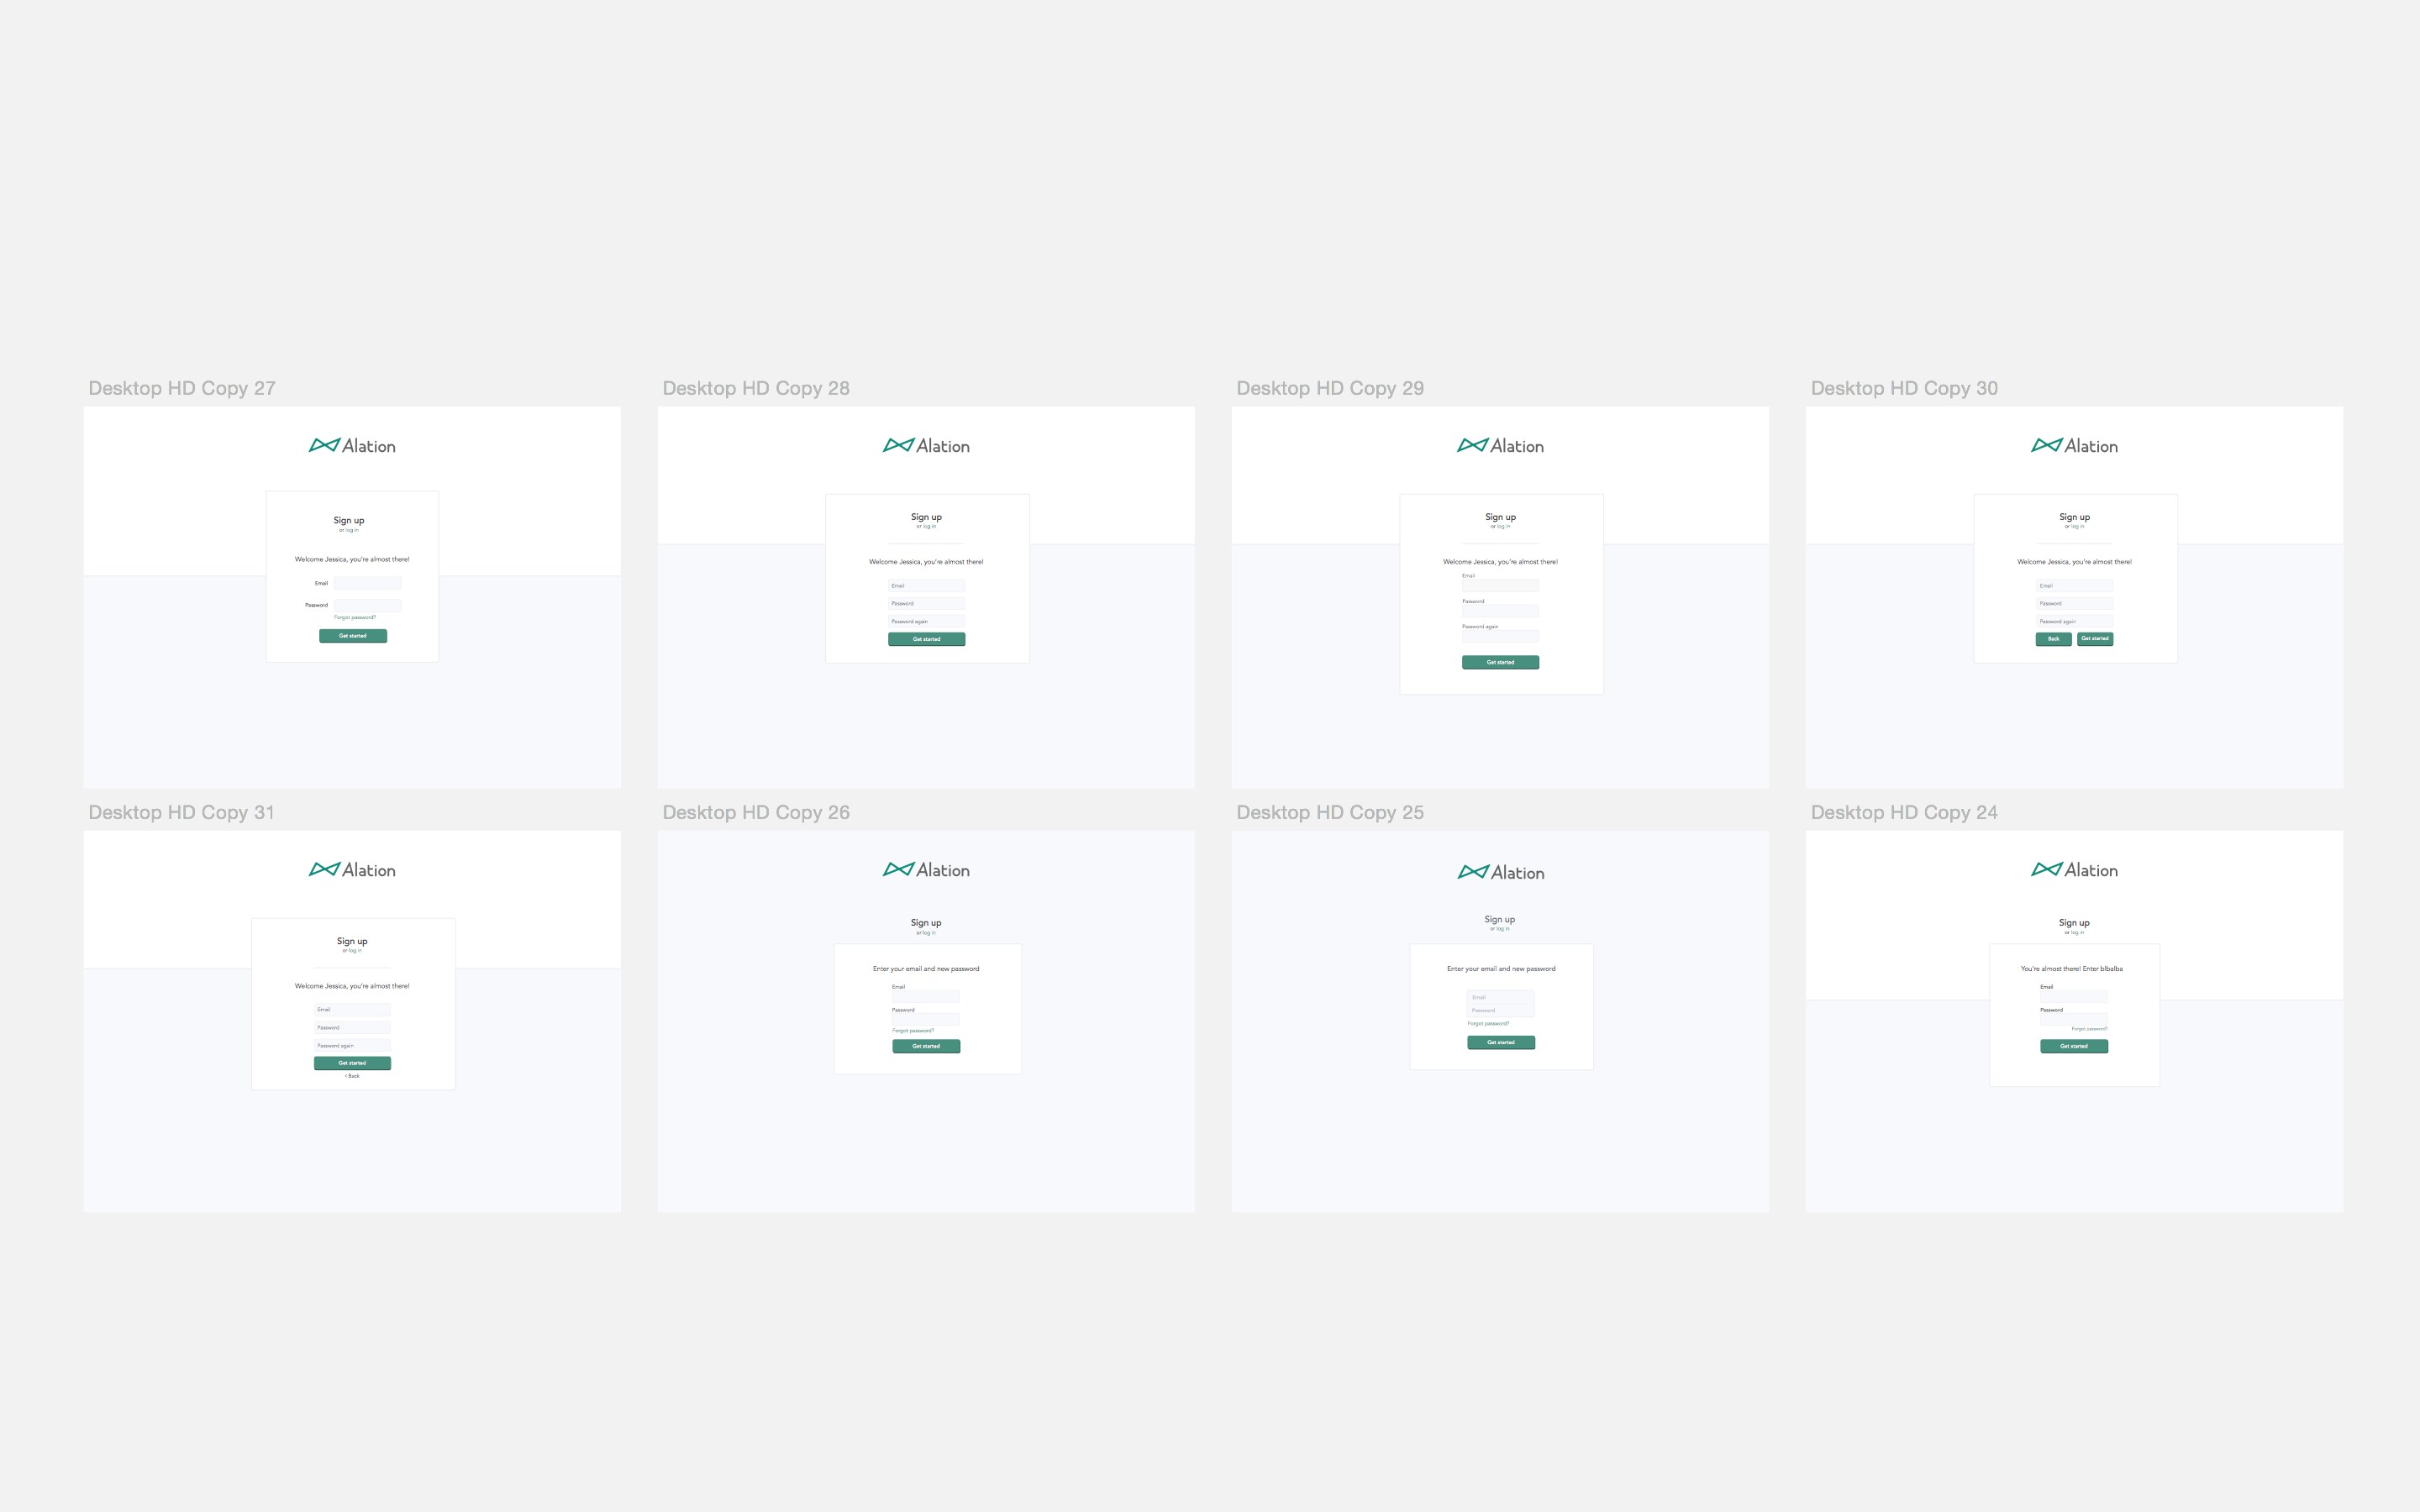 Desktop HD Copy 27
Alation
Sign up
or log in
Welcome Jessica, you're almost there!
Email
Password
Forgot password?
Get started
Desktop HD Copy 28
Alation
Sign up
or log in
Welcome Jessica, you're almost there!
Email
Password
Password again
Get started
Desktop HD Copy 29
Alation
Sign up
or log in
Welcome Jessica, you're almost there!
Email
Password
Password again
Get started
Desktop HD Copy 30
Alation
Sign up
or log in
Welcome Jessica, you're almost there!
Email
Password
Password again
Back Get started
Desktop HD Copy 31
Alation
Sign up
or log in
Welcome Jessica, you're almost there!
Email
Password
Password again
Get started
< Back
Desktop HD Copy 26
Alation
Sign up
or log in
Enter your email and new password
Email
Password
Forgot password?
Get started
Desktop HD Copy 25
Alation
Sign up
or log in
Enter your email and new password
Email
Password
Forgot password?
Get started
Desktop HD Copy 24
Alation
Sign up
or log in
You're almost there! Enter blbalba
Email
Password
Forgot password?
Get started